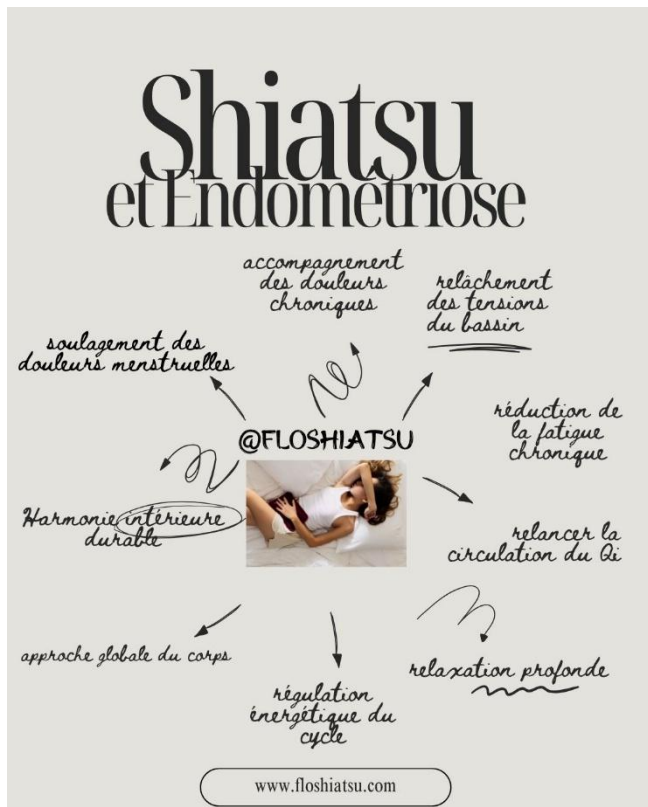 Shiatsu
et Endométriose
accompagnement
des douleurs
chroniques
relâchement
des tensions
du bassin
soulagement des
douleurs menstruelles
réduction de
la fatigue
chronique
@FLOSHIATSU
Harmonie intérieure
durable
relancer la
circulation du Qi
approche globale du corps
relaxation profonde
régulation
énergétique du
cycle
www.floshiatsu.com